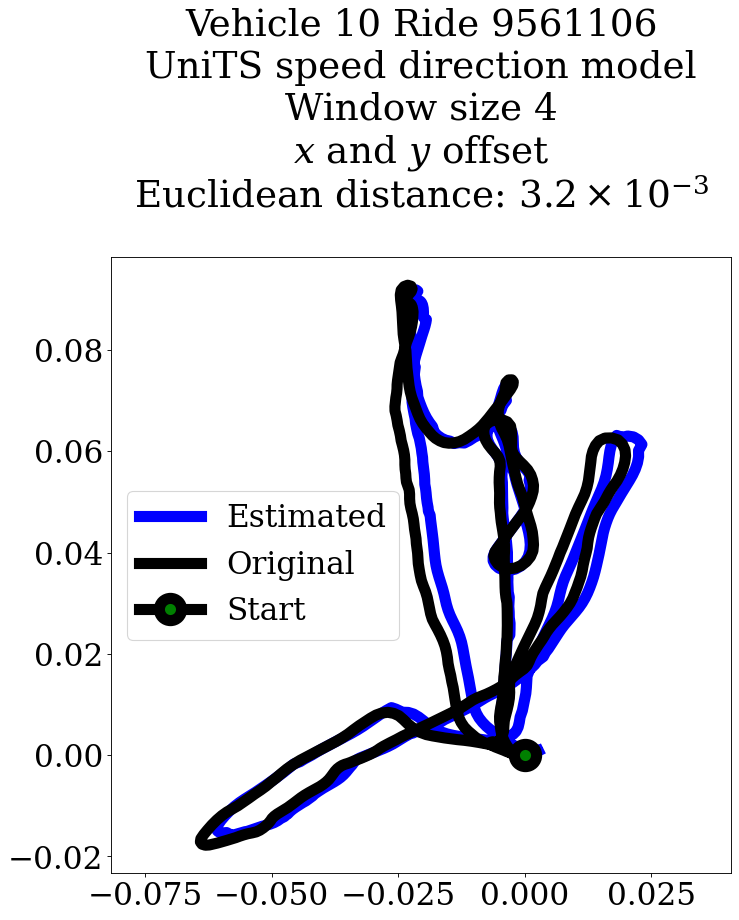 Vehicle 10 Ride 9561106
UniTS speed direction model
Window size 4
x and y offset
Euclidean distance: 3.2 × 10⁻³
0.08
0.06
0.04
0.02
0.00
−0.02
Estimated
Original
Start
−0.075 −0.050 −0.025 0.000 0.025